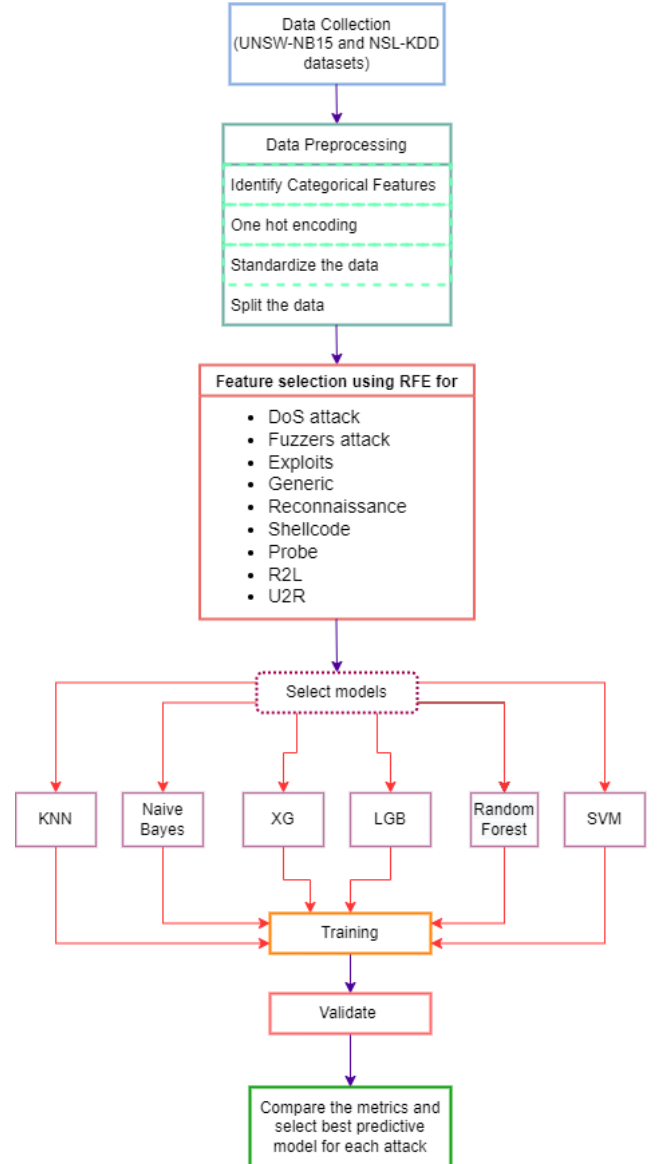 Data Collection
(UNSW-NB15 and NSL-KDD
datasets)
Data Preprocessing
Identify Categorical Features
One hot encoding
Standardize the data
Split the data
Feature selection using RFE for
• DoS attack
• Fuzzers attack
• Exploits
• Generic
• Reconnaissance
• Shellcode
• Probe
• R2L
• U2R
Select models
KNN
Naive
Bayes
XG
LGB
Random
Forest
SVM
Training
Validate
Compare the metrics and
select best predictive
model for each attack